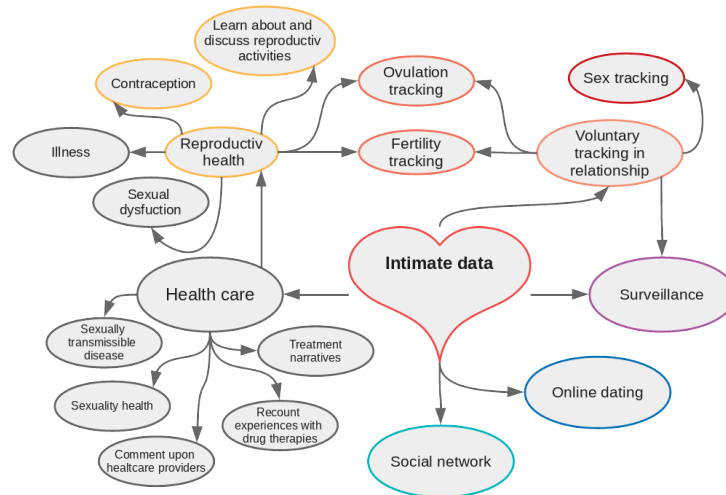 Learn about and
discuss reproductiv
activities
Contraception
Ovulation
tracking
Sex tracking
Illness
Reproductiv
health
Fertility
tracking
Voluntary
tracking in
relationship
Sexual
dysfuction
Intimate data
Health care
Surveillance
Sexually
transmissible
disease
Treatment
narratives
Sexuality health
Recount
experiences with
drug therapies
Online dating
Comment upon
healtcare providers
Social network